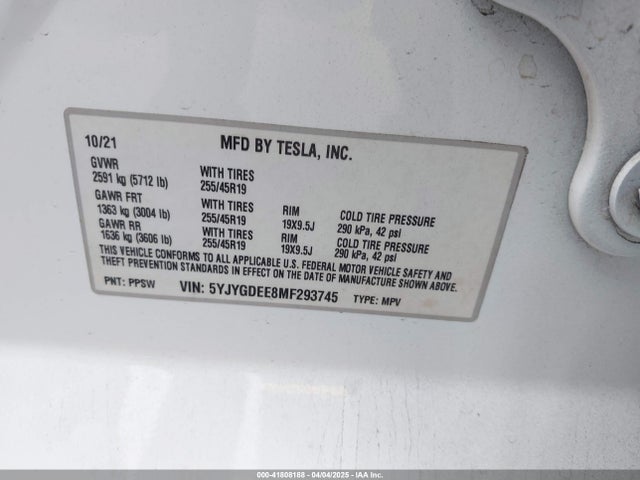 10/21 MFD BY TESLA, INC.
GVWR
2591 kg (5712 lb) WITH TIRES 255/45R19
GAWR FRT
1363 kg (3004 lb) WITH TIRES 255/45R19 RIM 19X9.5J COLD TIRE PRESSURE 290 kPa, 42 psi
GAWR RR
1636 kg (3606 lb) WITH TIRES 255/45R19 RIM 19X9.5J COLD TIRE PRESSURE 290 kPa, 42 psi
THIS VEHICLE CONFORMS TO ALL APPLICABLE U.S. FEDERAL MOTOR VEHICLE SAFETY AND
THEFT PREVENTION STANDARDS IN EFFECT ON THE DATE OF MANUFACTURE SHOWN ABOVE.
PNT: PPSW VIN: 5YJYGDEE8MF293745 TYPE: MPV
000-41808168 - 04/04/2025 - IAA Inc.